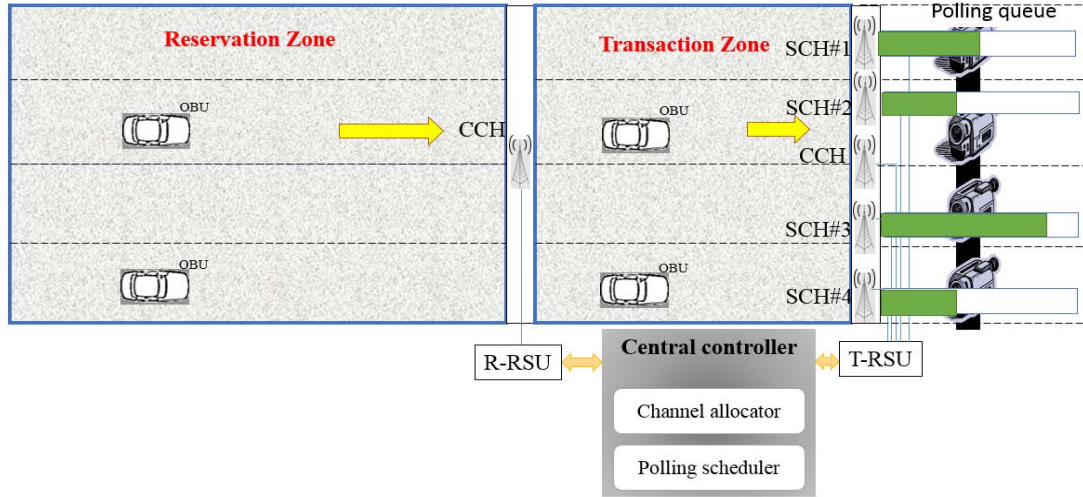 Polling queue
Reservation Zone
Transaction Zone
SCH#1
OBU
OBU
SCH#2
CCH
CCH
SCH#3
OBU
OBU
SCH#4
R-RSU
Central controller
T-RSU
Channel allocator
Polling scheduler